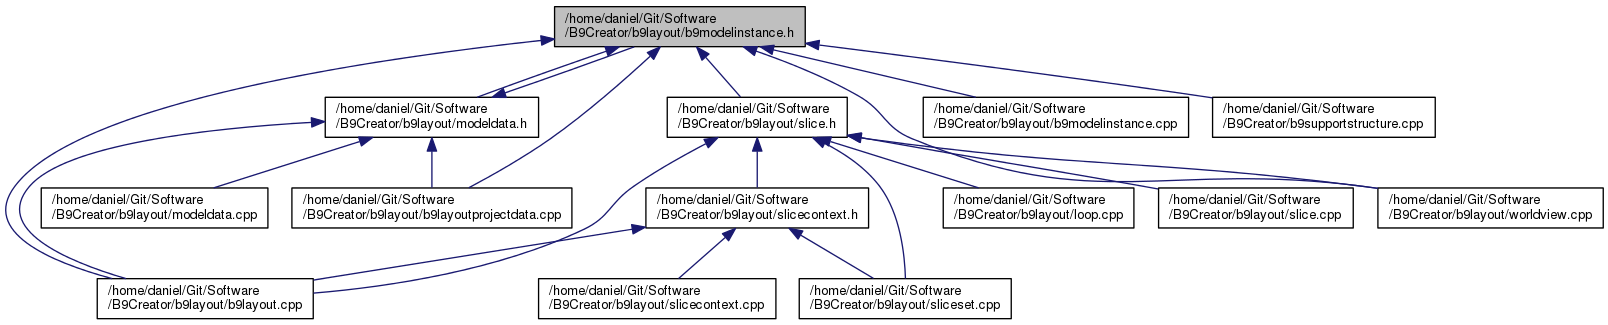 /home/daniel/Git/Software
/B9Creator/b9layout/b9modelinstance.h
/home/daniel/Git/Software
/B9Creator/b9layout/modeldata.h
/home/daniel/Git/Software
/B9Creator/b9layout/slice.h
/home/daniel/Git/Software
/B9Creator/b9layout/b9modelinstance.cpp
/home/daniel/Git/Software
/B9Creator/b9supportstructure.cpp
/home/daniel/Git/Software
/B9Creator/b9layout/modeldata.cpp
/home/daniel/Git/Software
/B9Creator/b9layout/b9layoutprojectdata.cpp
/home/daniel/Git/Software
/B9Creator/b9layout/slicecontext.h
/home/daniel/Git/Software
/B9Creator/b9layout/loop.cpp
/home/daniel/Git/Software
/B9Creator/b9layout/slice.cpp
/home/daniel/Git/Software
/B9Creator/b9layout/worldview.cpp
/home/daniel/Git/Software
/B9Creator/b9layout/b9layout.cpp
/home/daniel/Git/Software
/B9Creator/b9layout/slicecontext.cpp
/home/daniel/Git/Software
/B9Creator/b9layout/sliceset.cpp